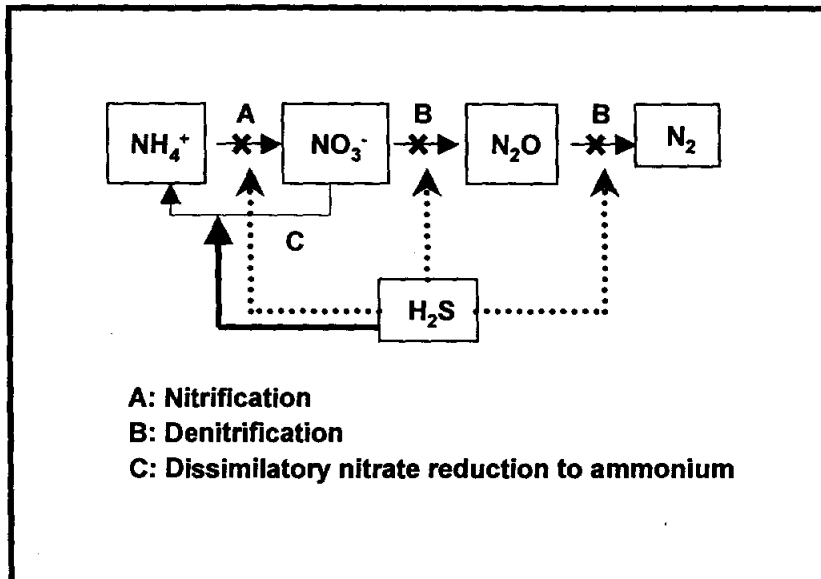 A B B
NH₄⁺ NO₃⁻ N₂O N₂
C
H₂S
A: Nitrification
B: Denitrification
C: Dissimilatory nitrate reduction to ammonium